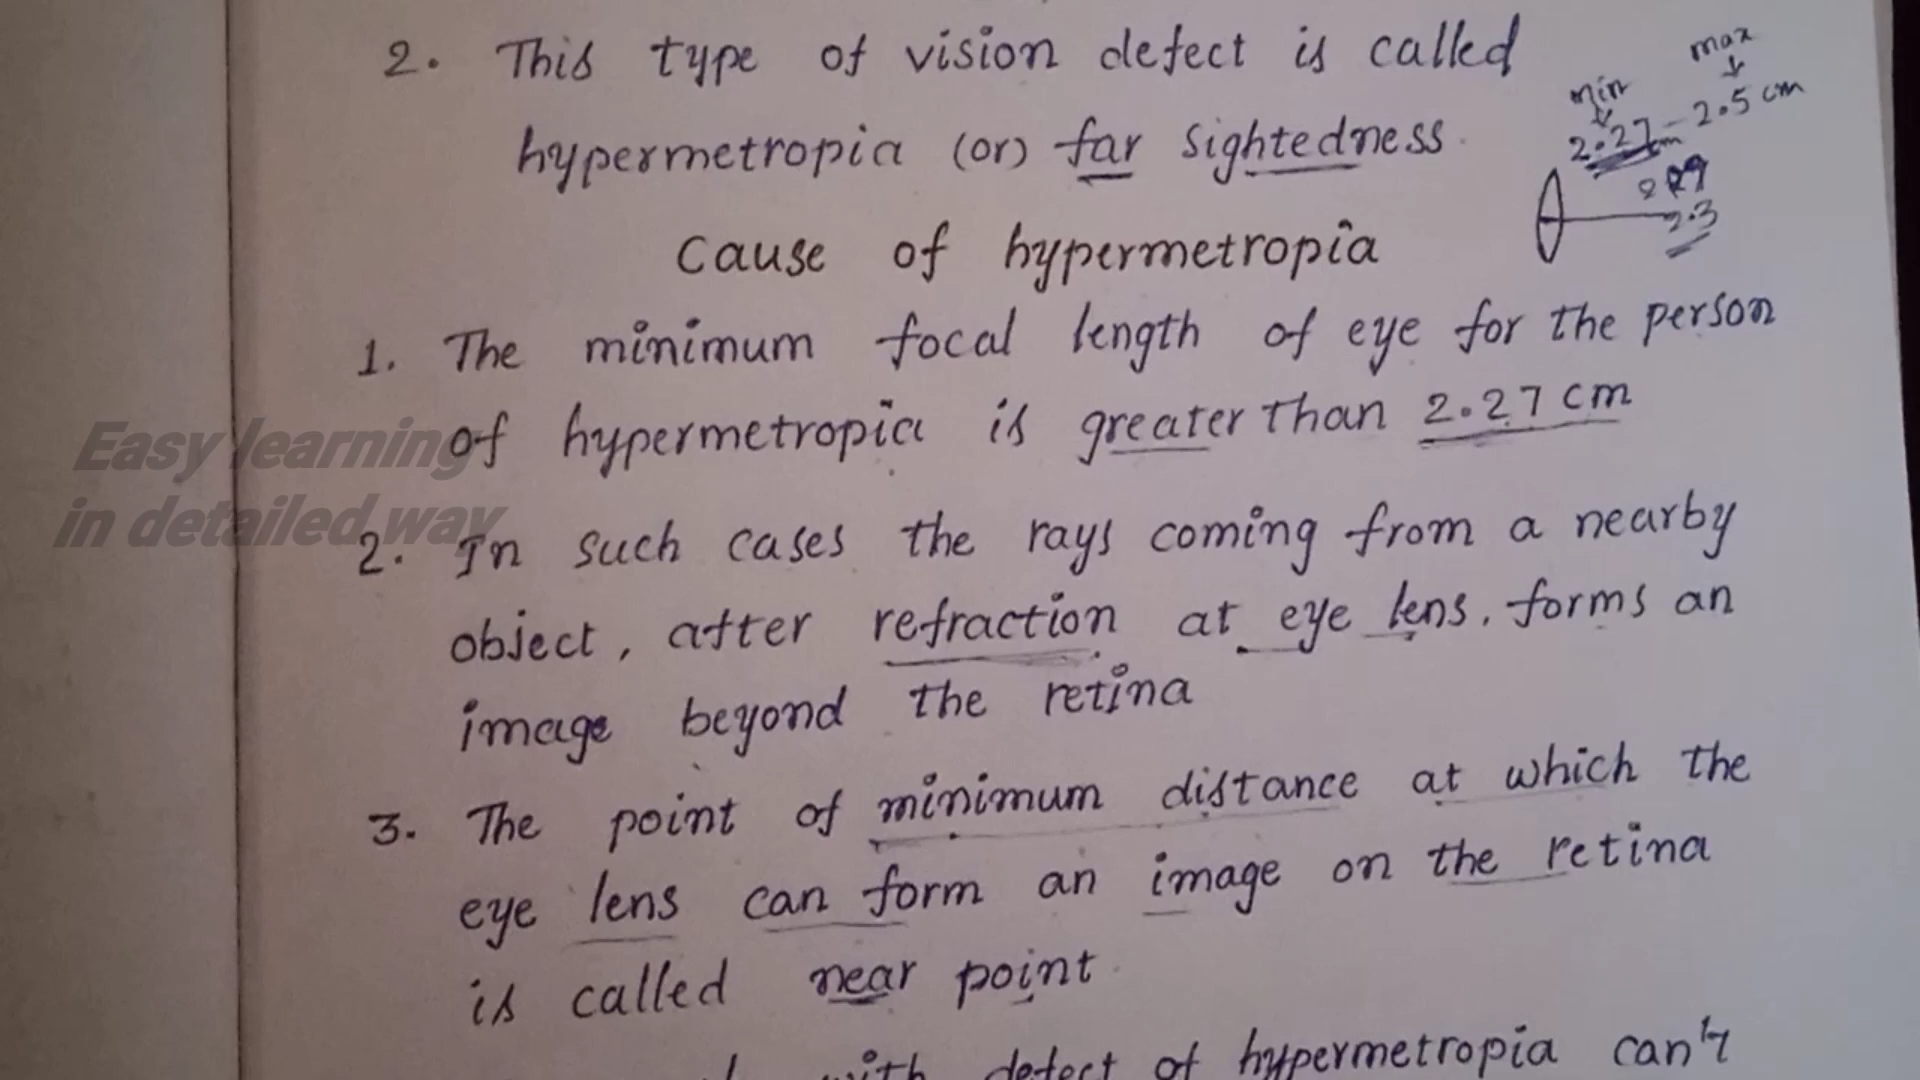 2. This type of vision defect is called
hypermetropia (or) far sightedness.
max
min
2.27cm - 2.5 cm
2.3
Cause of hypermetropia
1. The minimum focal length of eye for the person
of hypermetropia is greater than 2.27 cm
2. In such cases the rays coming from a nearby
object, after refraction at eye lens, forms an
image beyond the retina
3. The point of minimum distance at which the
eye lens can form an image on the retina
is called near point
with defect of hypermetropia can't
Easy learning
in detailed way